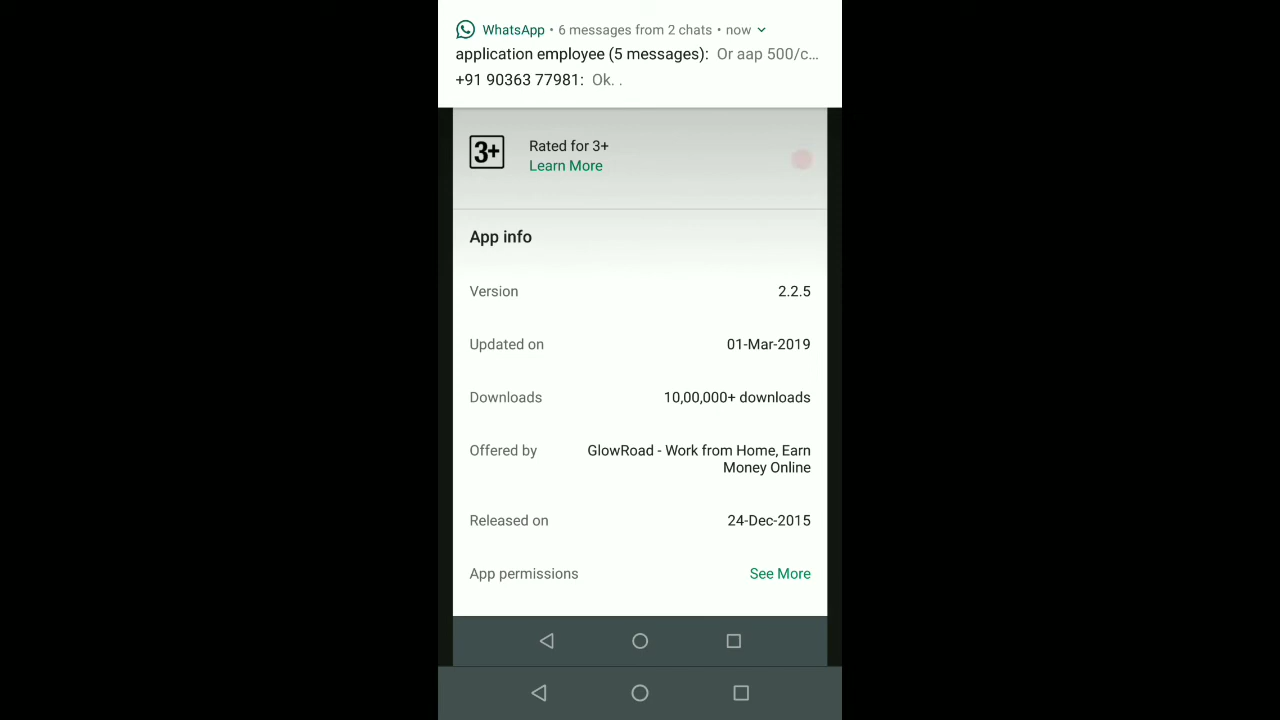 WhatsApp • 6 messages from 2 chats • now
application employee (5 messages): Or aap 500/c...
+91 90363 77981: Ok. .
3+
Rated for 3+
Learn More
App info
Version 2.2.5
Updated on 01-Mar-2019
Downloads 10,00,000+ downloads
Offered by GlowRoad - Work from Home, Earn
Money Online
Released on 24-Dec-2015
App permissions See More